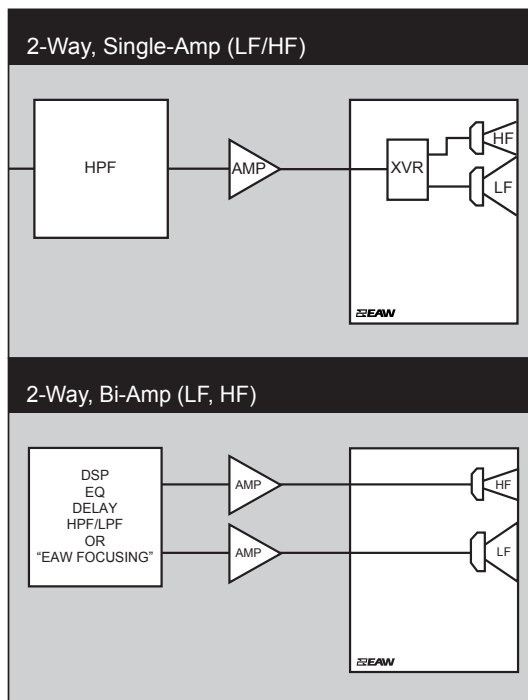 2-Way, Single-Amp (LF/HF)
HPF
AMP
XVR
HF
LF
EAW
2-Way, Bi-Amp (LF, HF)
DSP
EQ
DELAY
HPF/LPF
OR
"EAW FOCUSING"
AMP
HF
AMP
LF
EAW